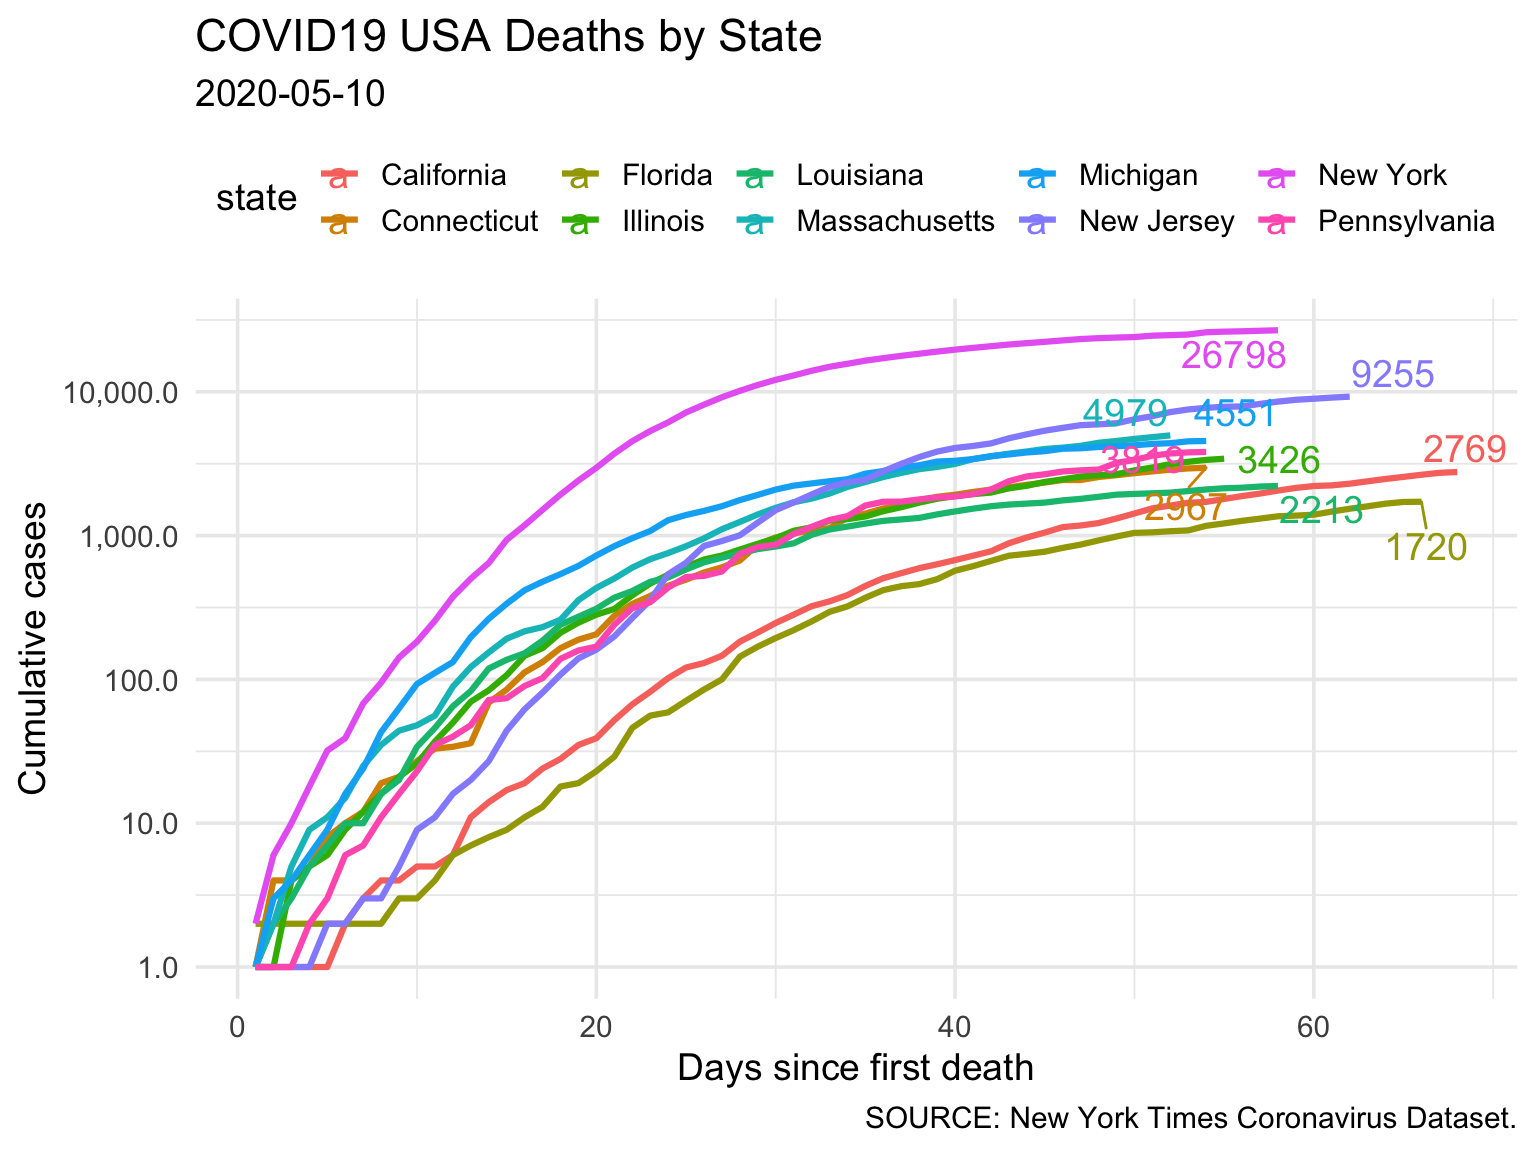 COVID19 USA Deaths by State
2020-05-10
state
a California a Florida a Louisiana a Michigan a New York
a Connecticut a Illinois a Massachusetts a New Jersey a Pennsylvania
Cumulative cases
10,000.0
1,000.0
100.0
10.0
1.0
26798
9255
4979
4551
2769
3819
3426
2967
2213
1720
0 20 40 60
Days since first death
SOURCE: New York Times Coronavirus Dataset.